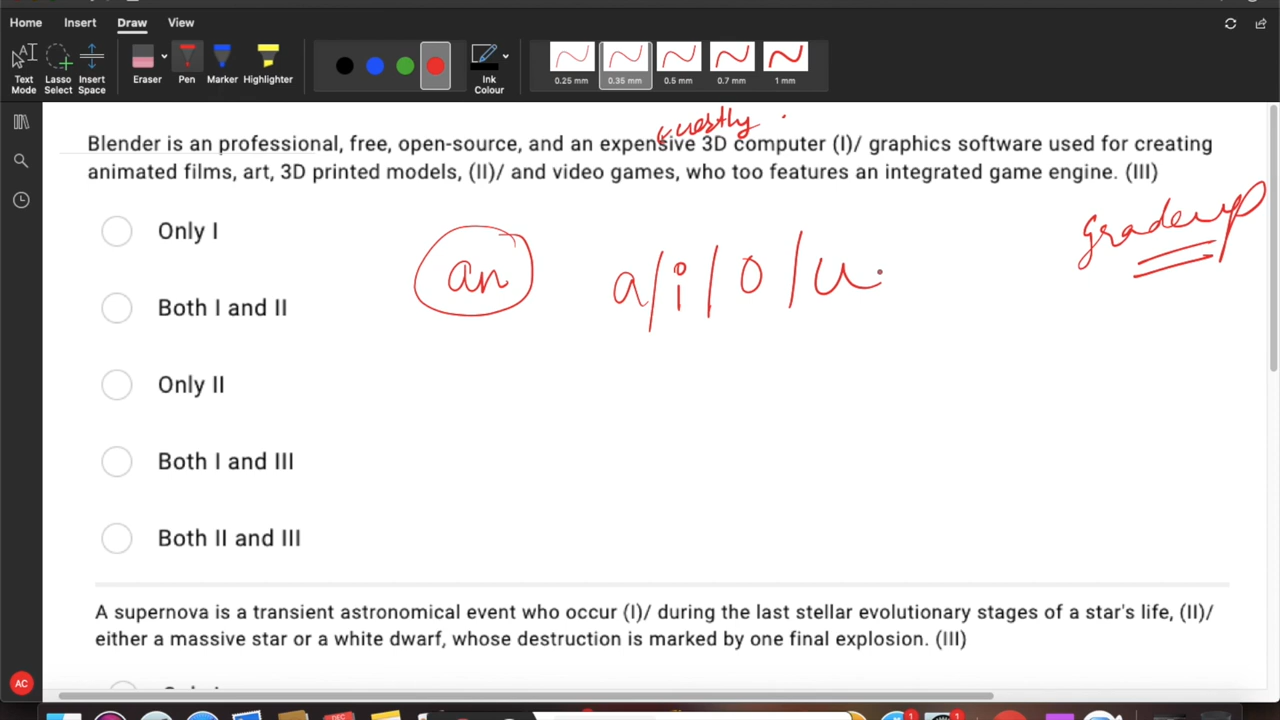 Home Insert Draw View
Text Mode
Lasso Select
Insert Space
Eraser
Pen
Marker
Highlighter
Ink Colour
0.25 mm
0.35 mm
0.5 mm
0.7 mm
1 mm
costly
Blender is an professional, free, open-source, and an expensive 3D computer (I)/ graphics software used for creating
animated films, art, 3D printed models, (II)/ and video games, who too features an integrated game engine. (III)
gradeup
Only I
an a/i/o/u
Both I and II
Only II
Both I and III
Both II and III
A supernova is a transient astronomical event who occur (I)/ during the last stellar evolutionary stages of a star's life, (II)/
either a massive star or a white dwarf, whose destruction is marked by one final explosion. (III)
AC